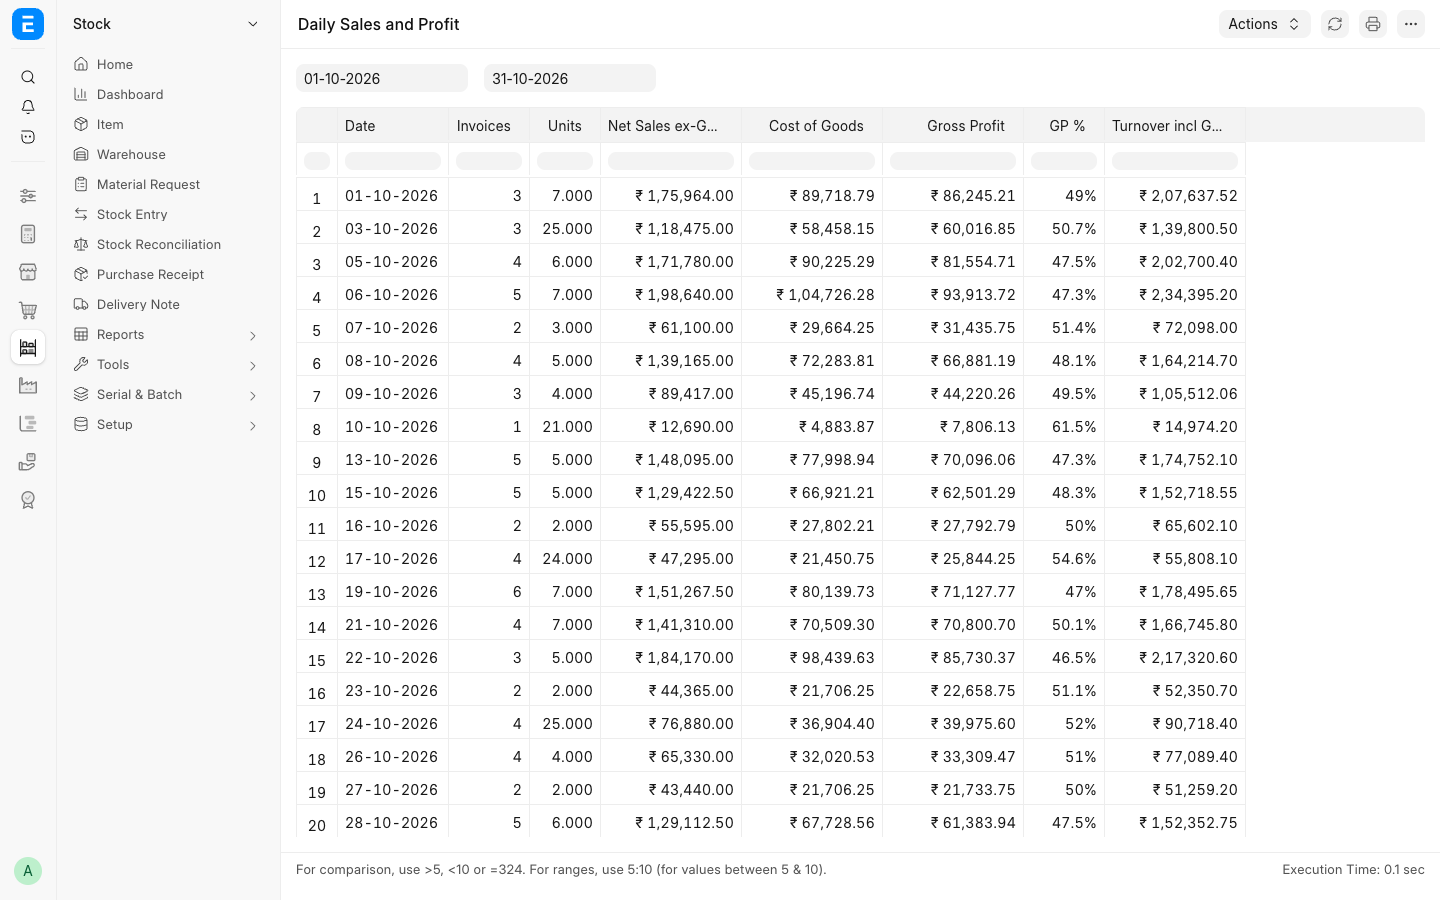 Stock
Daily Sales and Profit
Actions
Home
Dashboard
Item
Warehouse
Material Request
Stock Entry
Stock Reconciliation
Purchase Receipt
Delivery Note
Reports
Tools
Serial & Batch
Setup
A
01-10-2026 31-10-2026
Date Invoices Units Net Sales ex-G... Cost of Goods Gross Profit GP % Turnover incl G...
1 01-10-2026 3 7.000 ₹ 1,75,964.00 ₹ 89,718.79 ₹ 86,245.21 49% ₹ 2,07,637.52
2 03-10-2026 3 25.000 ₹ 1,18,475.00 ₹ 58,458.15 ₹ 60,016.85 50.7% ₹ 1,39,800.50
3 05-10-2026 4 6.000 ₹ 1,71,780.00 ₹ 90,225.29 ₹ 81,554.71 47.5% ₹ 2,02,700.40
4 06-10-2026 5 7.000 ₹ 1,98,640.00 ₹ 1,04,726.28 ₹ 93,913.72 47.3% ₹ 2,34,395.20
5 07-10-2026 2 3.000 ₹ 61,100.00 ₹ 29,664.25 ₹ 31,435.75 51.4% ₹ 72,098.00
6 08-10-2026 4 5.000 ₹ 1,39,165.00 ₹ 72,283.81 ₹ 66,881.19 48.1% ₹ 1,64,214.70
7 09-10-2026 3 4.000 ₹ 89,417.00 ₹ 45,196.74 ₹ 44,220.26 49.5% ₹ 1,05,512.06
8 10-10-2026 1 21.000 ₹ 12,690.00 ₹ 4,883.87 ₹ 7,806.13 61.5% ₹ 14,974.20
9 13-10-2026 5 5.000 ₹ 1,48,095.00 ₹ 77,998.94 ₹ 70,096.06 47.3% ₹ 1,74,752.10
10 15-10-2026 5 5.000 ₹ 1,29,422.50 ₹ 66,921.21 ₹ 62,501.29 48.3% ₹ 1,52,718.55
11 16-10-2026 2 2.000 ₹ 55,595.00 ₹ 27,802.21 ₹ 27,792.79 50% ₹ 65,602.10
12 17-10-2026 4 24.000 ₹ 47,295.00 ₹ 21,450.75 ₹ 25,844.25 54.6% ₹ 55,808.10
13 19-10-2026 6 7.000 ₹ 1,51,267.50 ₹ 80,139.73 ₹ 71,127.77 47% ₹ 1,78,495.65
14 21-10-2026 4 7.000 ₹ 1,41,310.00 ₹ 70,509.30 ₹ 70,800.70 50.1% ₹ 1,66,745.80
15 22-10-2026 3 5.000 ₹ 1,84,170.00 ₹ 98,439.63 ₹ 85,730.37 46.5% ₹ 2,17,320.60
16 23-10-2026 2 2.000 ₹ 44,365.00 ₹ 21,706.25 ₹ 22,658.75 51.1% ₹ 52,350.70
17 24-10-2026 4 25.000 ₹ 76,880.00 ₹ 36,904.40 ₹ 39,975.60 52% ₹ 90,718.40
18 26-10-2026 4 4.000 ₹ 65,330.00 ₹ 32,020.53 ₹ 33,309.47 51% ₹ 77,089.40
19 27-10-2026 2 2.000 ₹ 43,440.00 ₹ 21,706.25 ₹ 21,733.75 50% ₹ 51,259.20
20 28-10-2026 5 6.000 ₹ 1,29,112.50 ₹ 67,728.56 ₹ 61,383.94 47.5% ₹ 1,52,352.75
For comparison, use >5, <10 or =324. For ranges, use 5:10 (for values between 5 & 10).
Execution Time: 0.1 sec